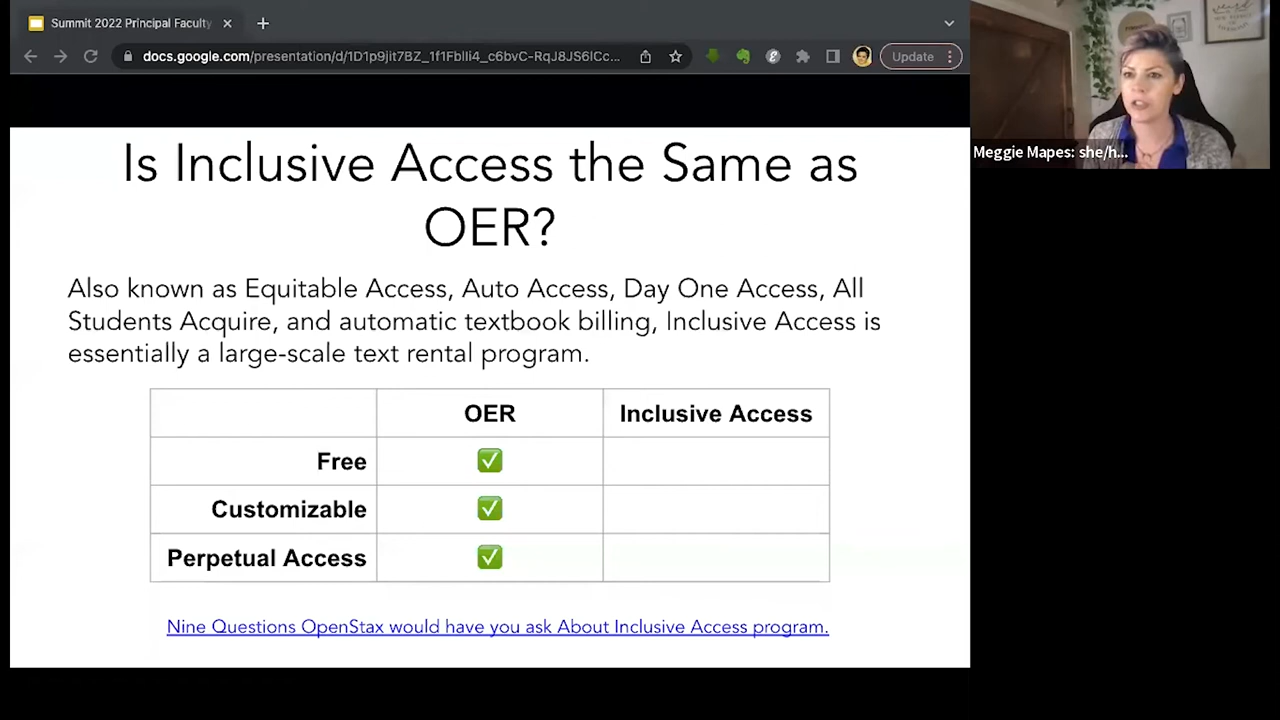 Summit 2022 Principal Faculty
docs.google.com/presentation/d/1D1p9jit7BZ_1f1Fblli4_c6bvC-RqJ8JS6lCc...
Update
Meggie Mapes: she/h...
Is Inclusive Access the Same as
OER?
Also known as Equitable Access, Auto Access, Day One Access, All
Students Acquire, and automatic textbook billing, Inclusive Access is
essentially a large-scale text rental program.
OER Inclusive Access
Free ✅
Customizable ✅
Perpetual Access ✅
Nine Questions OpenStax would have you ask About Inclusive Access program.